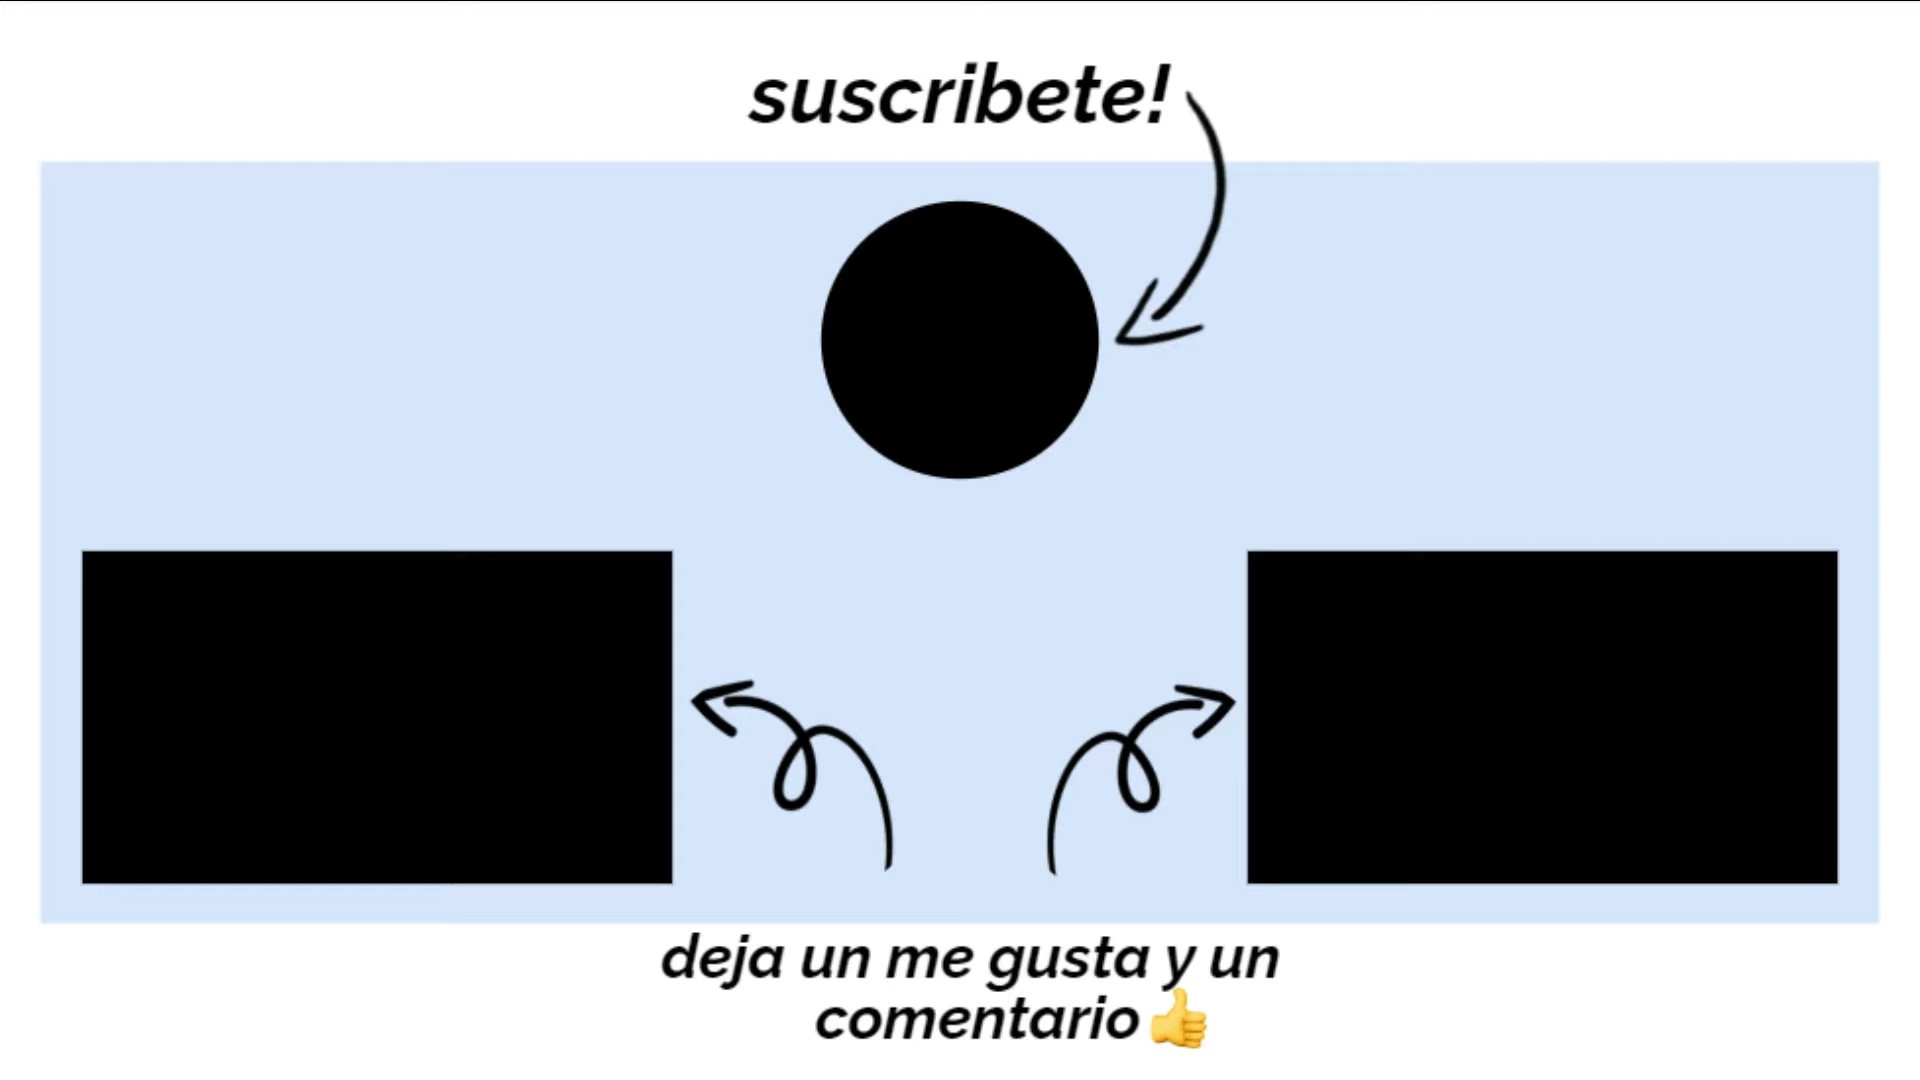 suscribete!
deja un me gusta y un
comentario👍